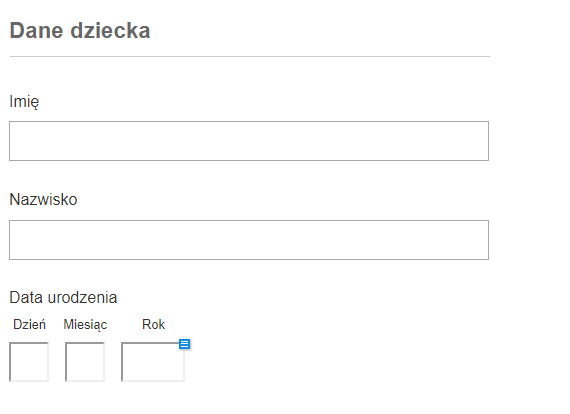 Dane dziecka
Imię
Nazwisko
Data urodzenia
Dzień Miesiąc Rok